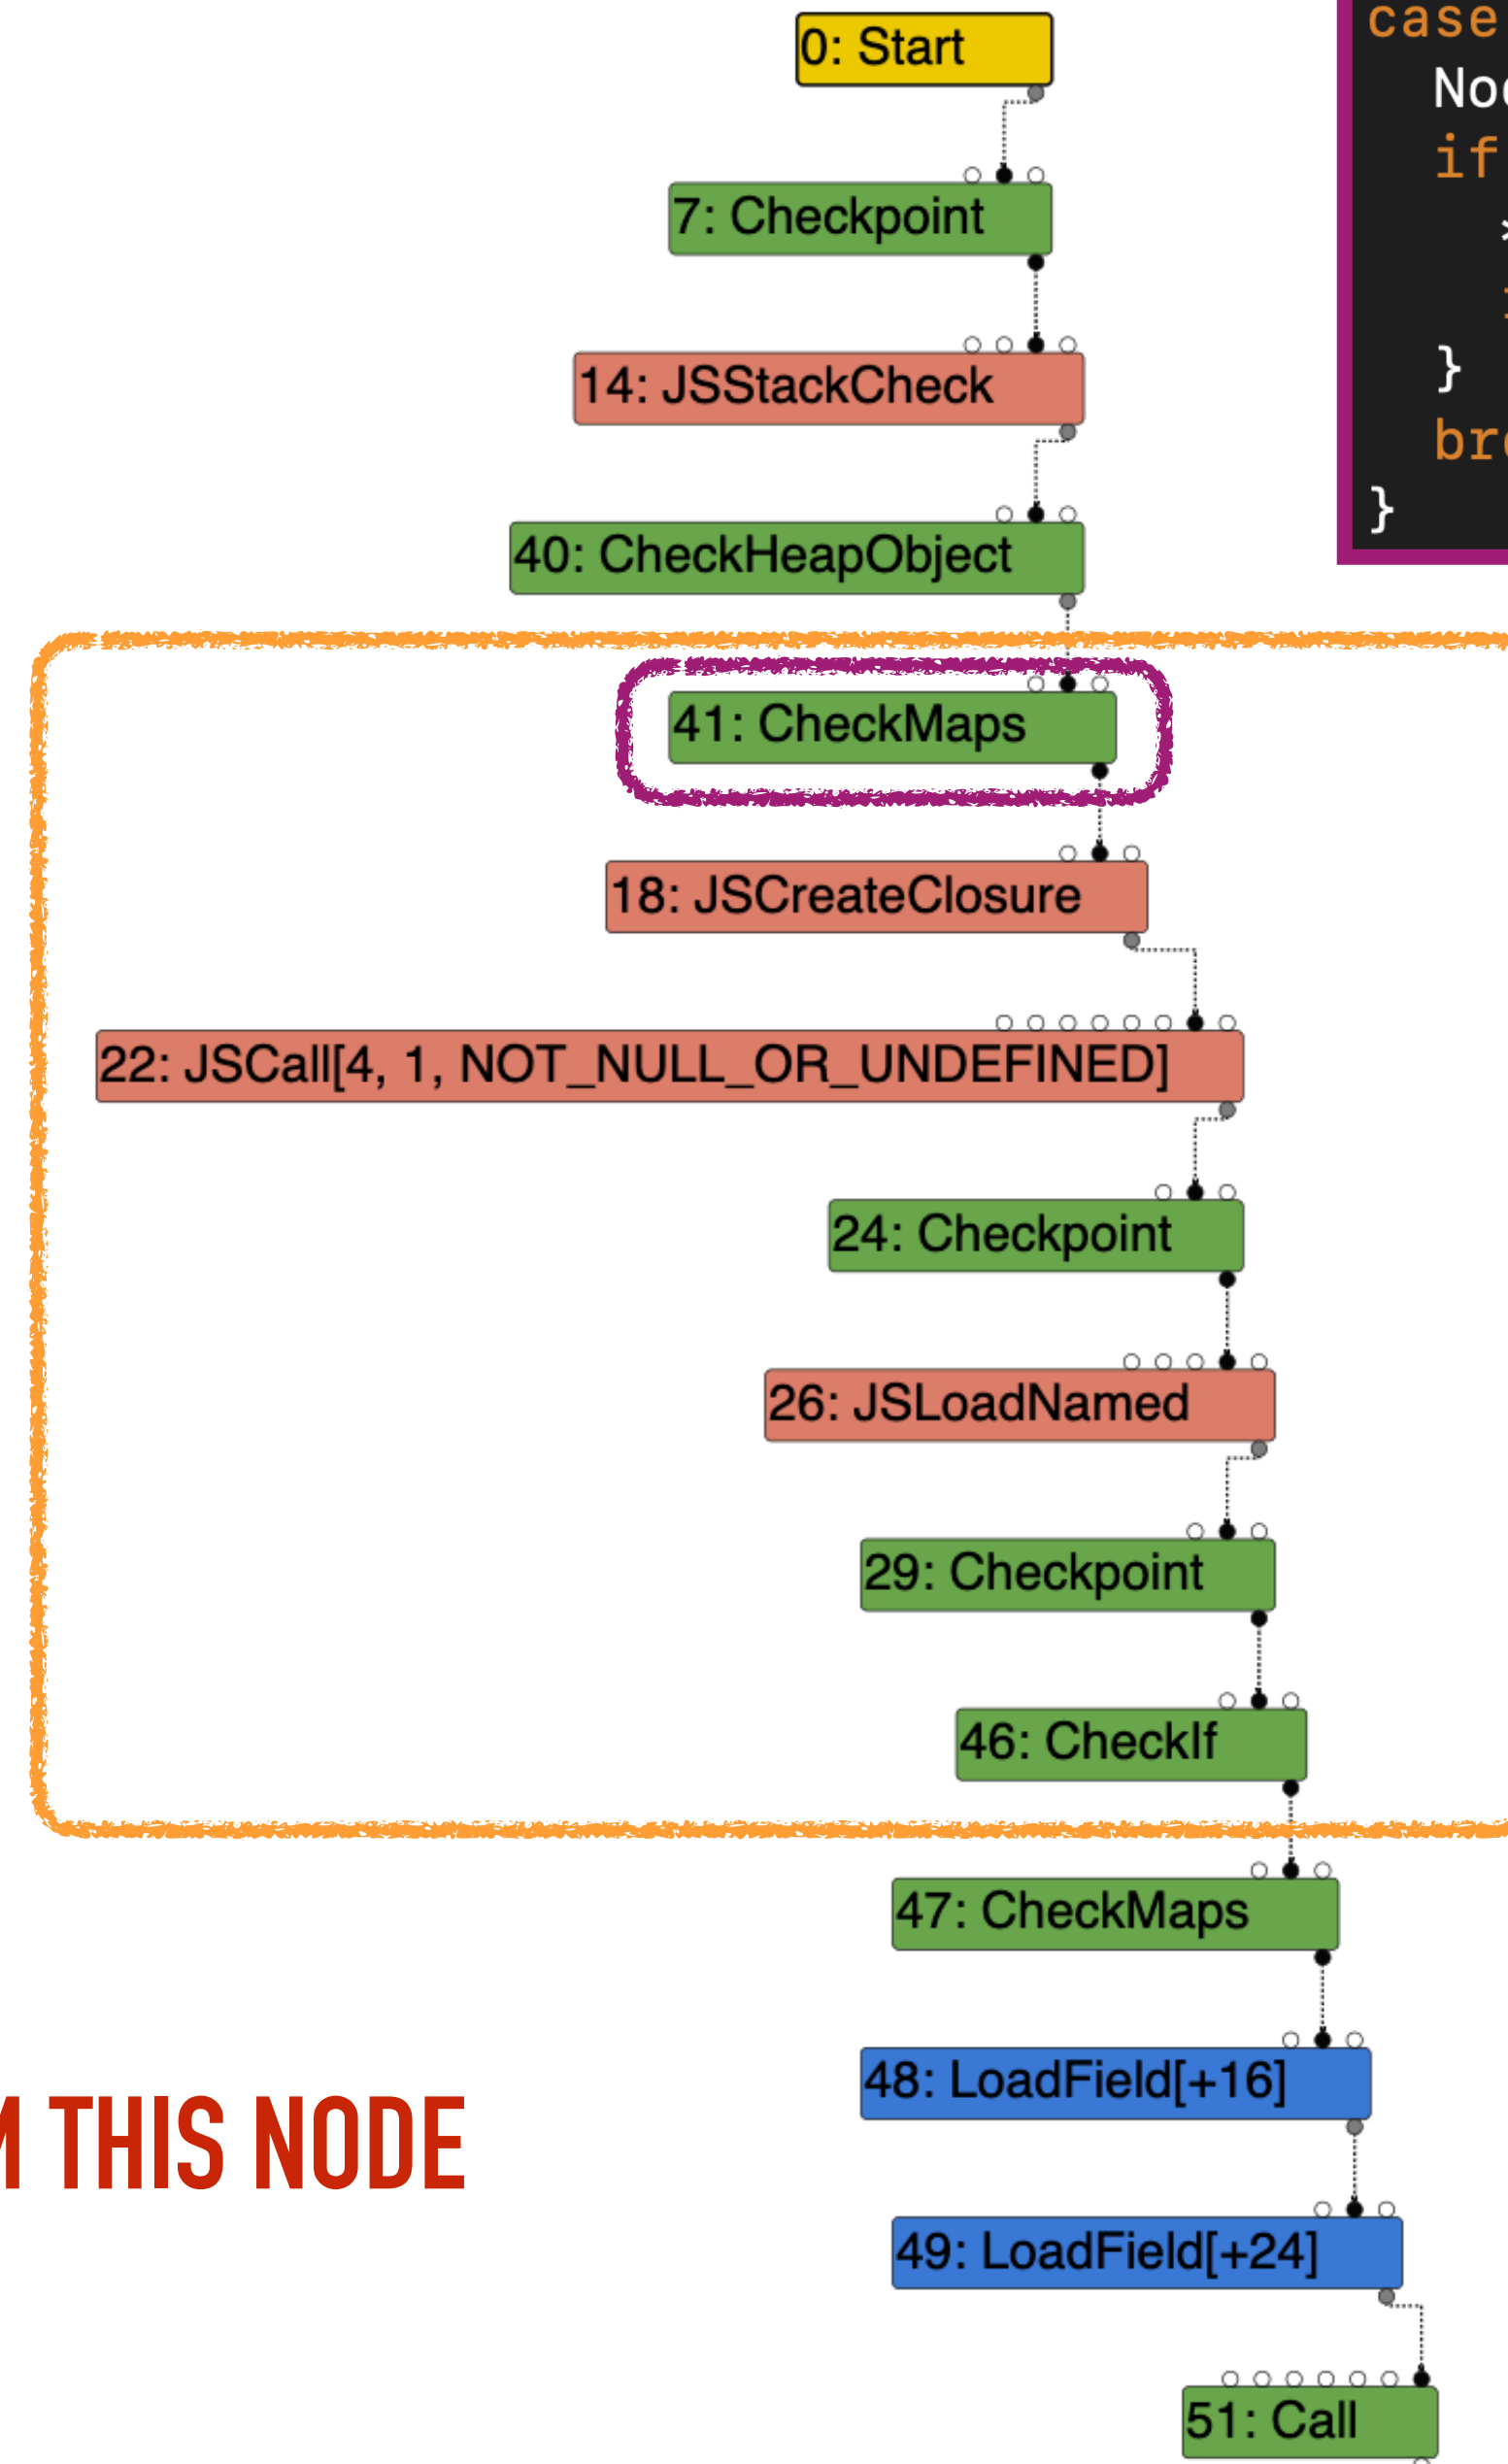 0: Start
7: Checkpoint
14: JSStackCheck
40: CheckHeapObject
41: CheckMaps
18: JSCreateClosure
22: JSCall[4, 1, NOT_NULL_OR_UNDEFINED]
24: Checkpoint
26: JSLoadNamed
29: Checkpoint
46: CheckIf
47: CheckMaps
48: LoadField[+16]
49: LoadField[+24]
51: Call
case
if
}
}
THIS NODE